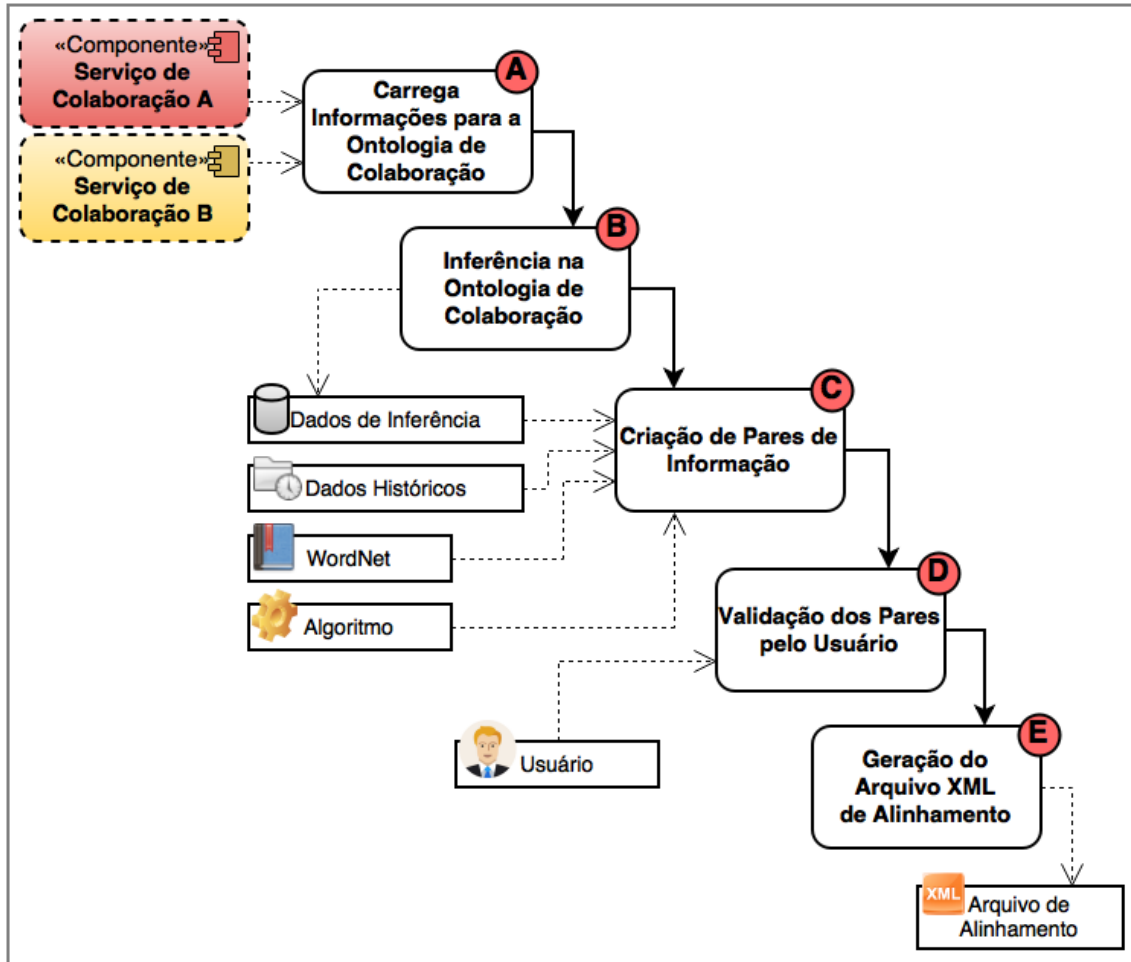 «Componente»
Serviço de
Colaboração A
«Componente»
Serviço de
Colaboração B
A
Carrega
Informações para a
Ontologia de
Colaboração
B
Inferência na
Ontologia de
Colaboração
Dados de Inferência
Dados Históricos
WordNet
Algoritmo
C
Criação de Pares de
Informação
D
Validação dos Pares
pelo Usuário
Usuário
E
Geração do
Arquivo XML
de Alinhamento
XML
Arquivo de
Alinhamento